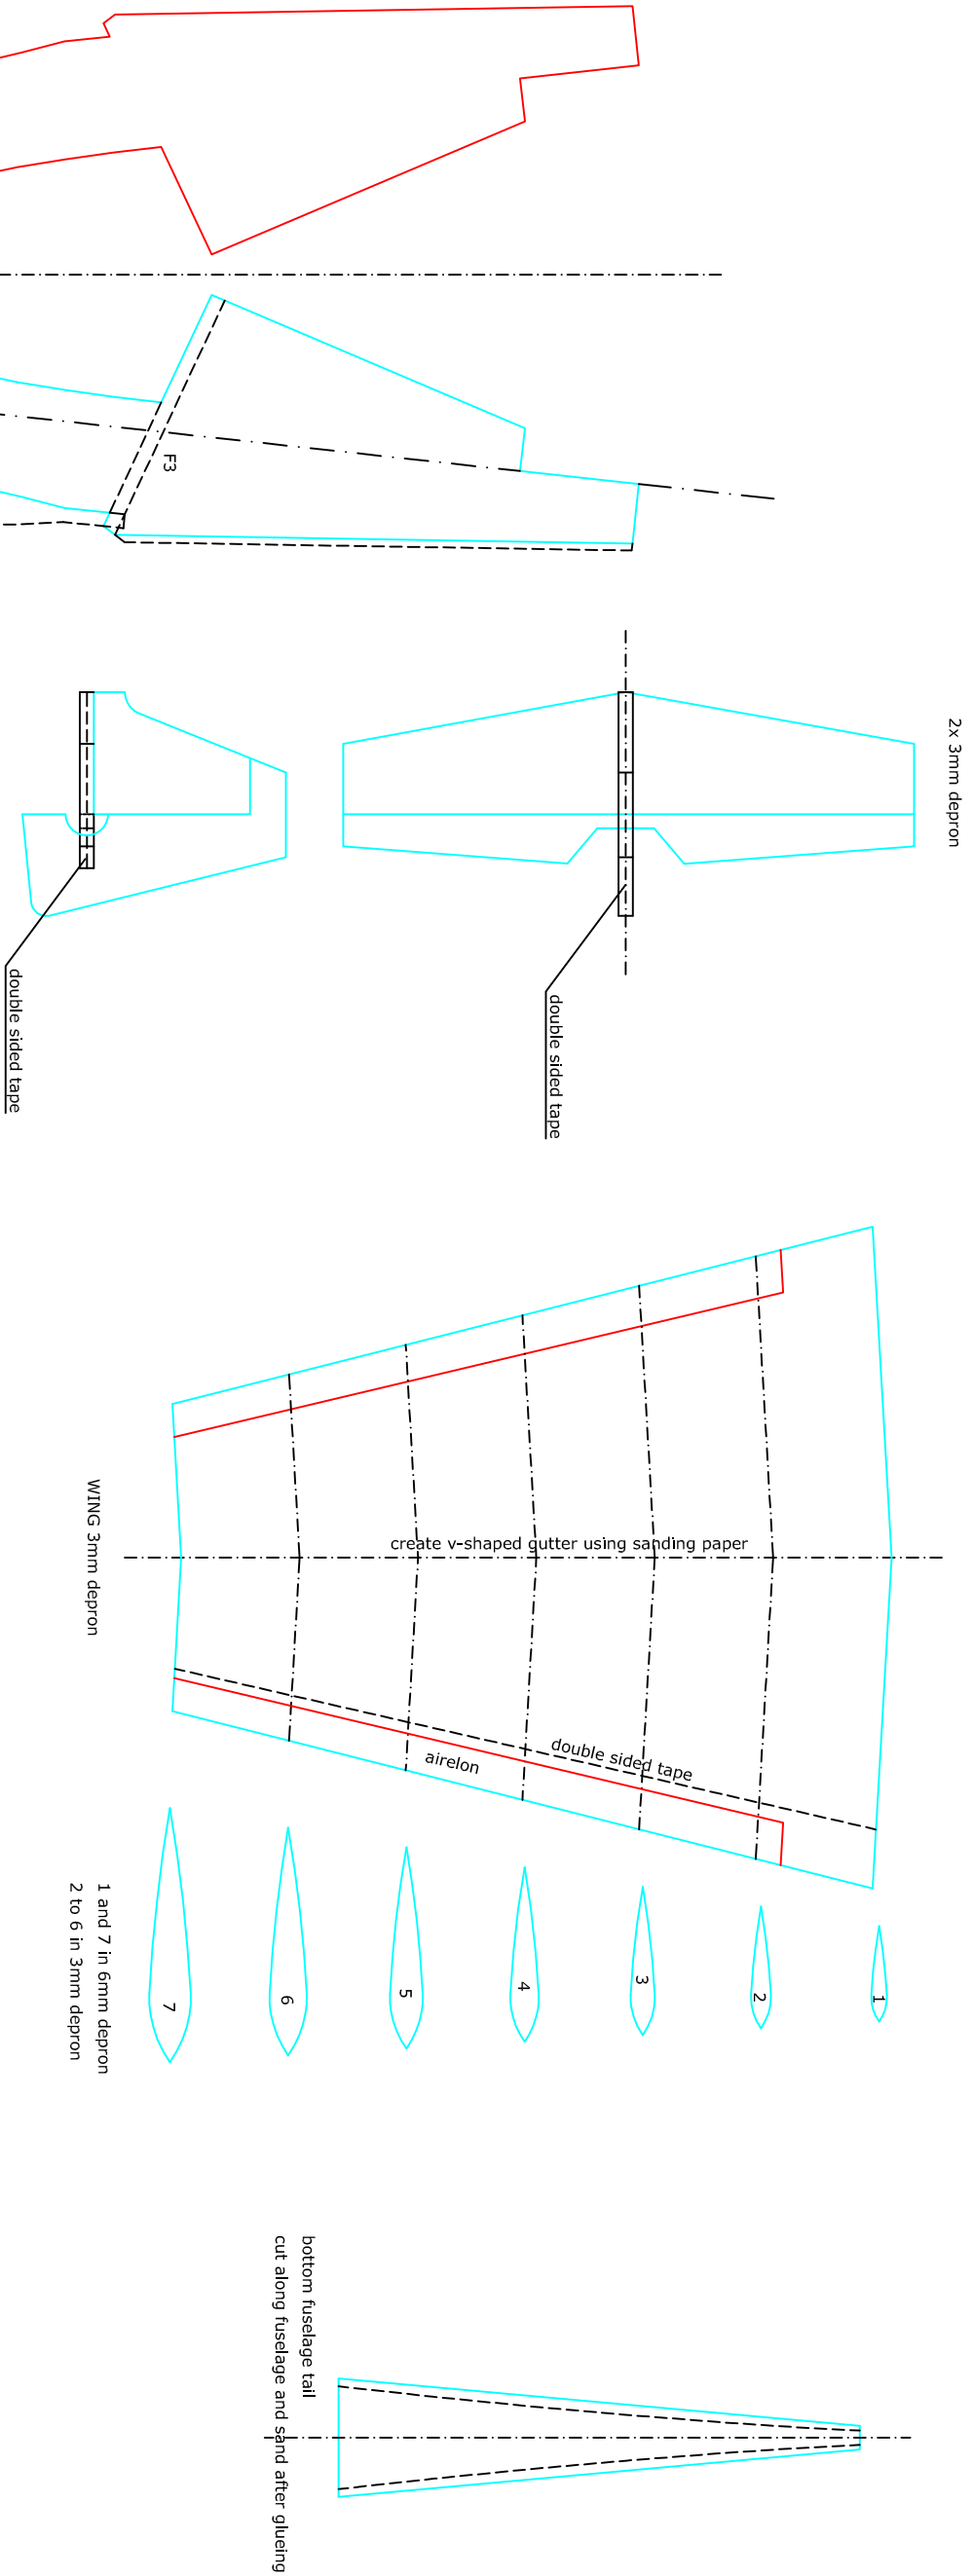 F3
2x 3mm depron
double sided tape
double sided tape
create v-shaped gutter using sanding paper
WING 3mm depron
double sided tape
airelon
1
2
3
4
5
6
7
1 and 7 in 6mm depron
2 to 6 in 3mm depron
bottom fuselage tail
cut along fuselage and sand after glueing